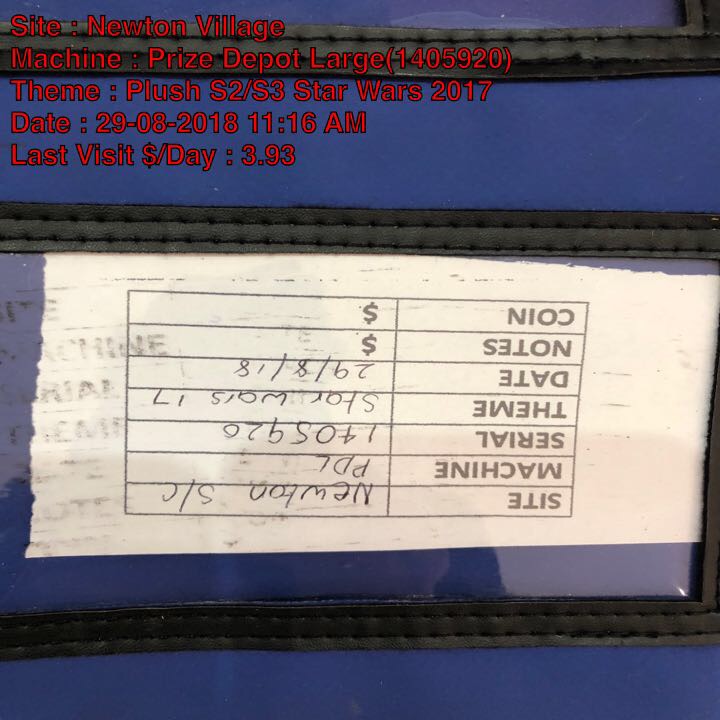 Site : Newton Village
Machine : Prize Depot Large(1405920)
Theme : Plush S2/S3 Star Wars 2017
Date : 29-08-2018 11:16 AM
Last Visit $/Day : 3.93
SITE Newton S/C
MACHINE PDL
SERIAL 1405920
THEME Star wars 17
DATE 29/8/18
NOTES $
COIN $